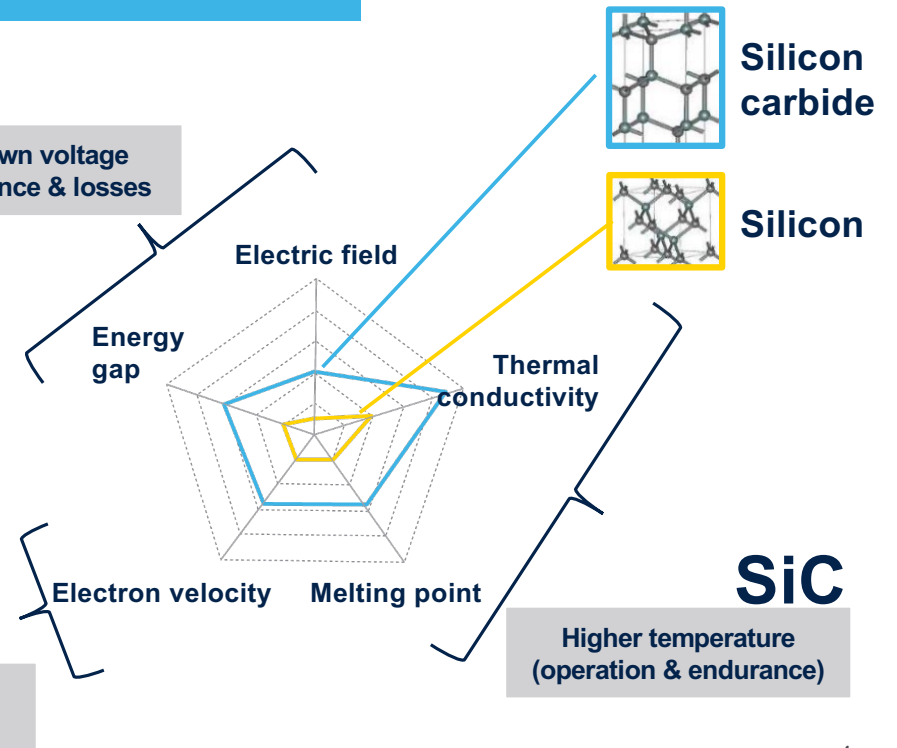 Silicon
carbide
wn voltage
nce & losses
Silicon
Electric field
Energy
gap
Thermal
conductivity
Electron velocity
Melting point
SiC
Higher temperature
(operation & endurance)